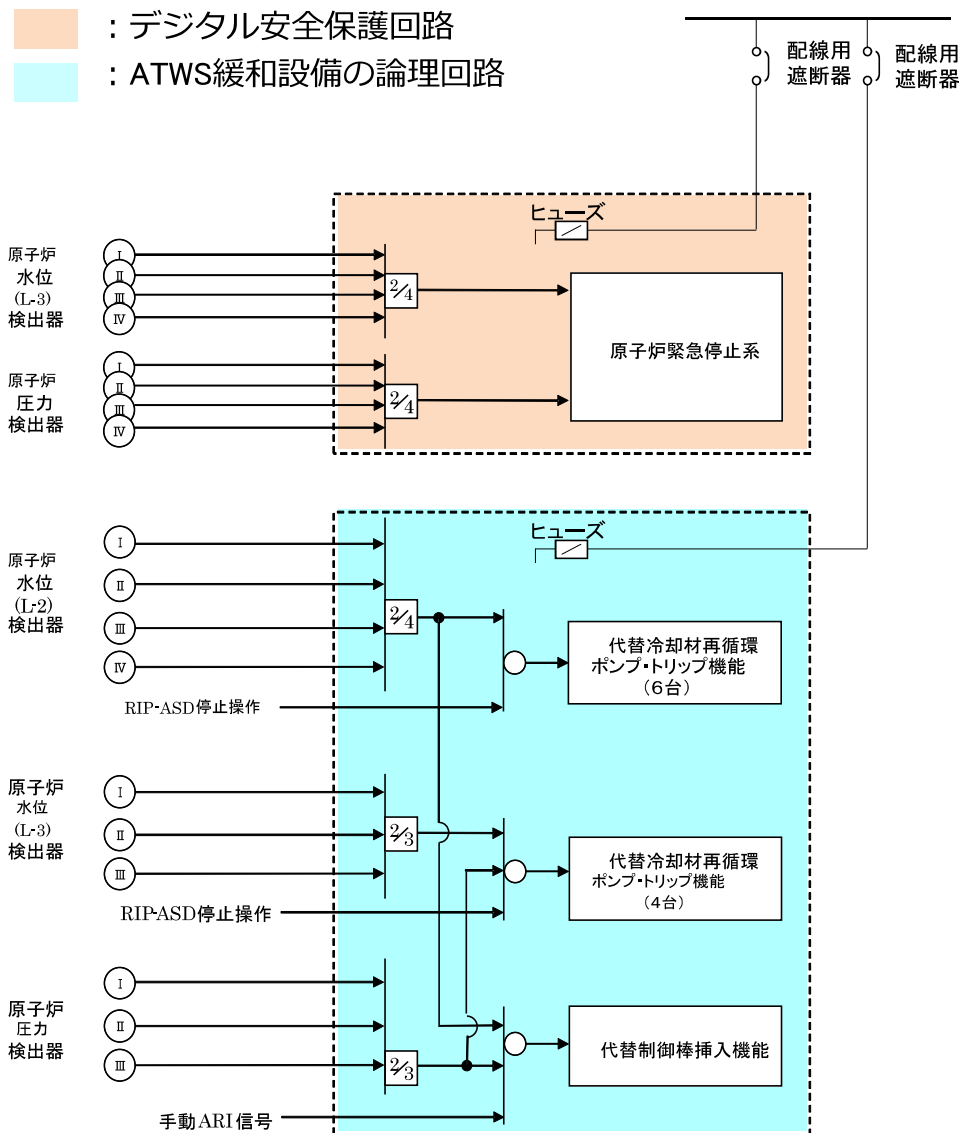 ：デジタル安全保護回路
：ATWS緩和設備の論理回路
配線用
遮断器
配線用
遮断器
ヒューズ
原子炉
水位
(L-3)
検出器
I
II
III
IV
2/4
原子炉緊急停止系
原子炉
圧力
検出器
I
II
III
IV
2/4
ヒューズ
原子炉
水位
(L-2)
検出器
I
II
III
IV
2/4
代替冷却材再循環
ポンプ・トリップ機能
（6台）
RIP-ASD停止操作
原子炉
水位
(L-3)
検出器
I
II
III
2/3
代替冷却材再循環
ポンプ・トリップ機能
（4台）
RIP-ASD停止操作
原子炉
圧力
検出器
I
II
III
2/3
代替制御棒挿入機能
手動ARI信号